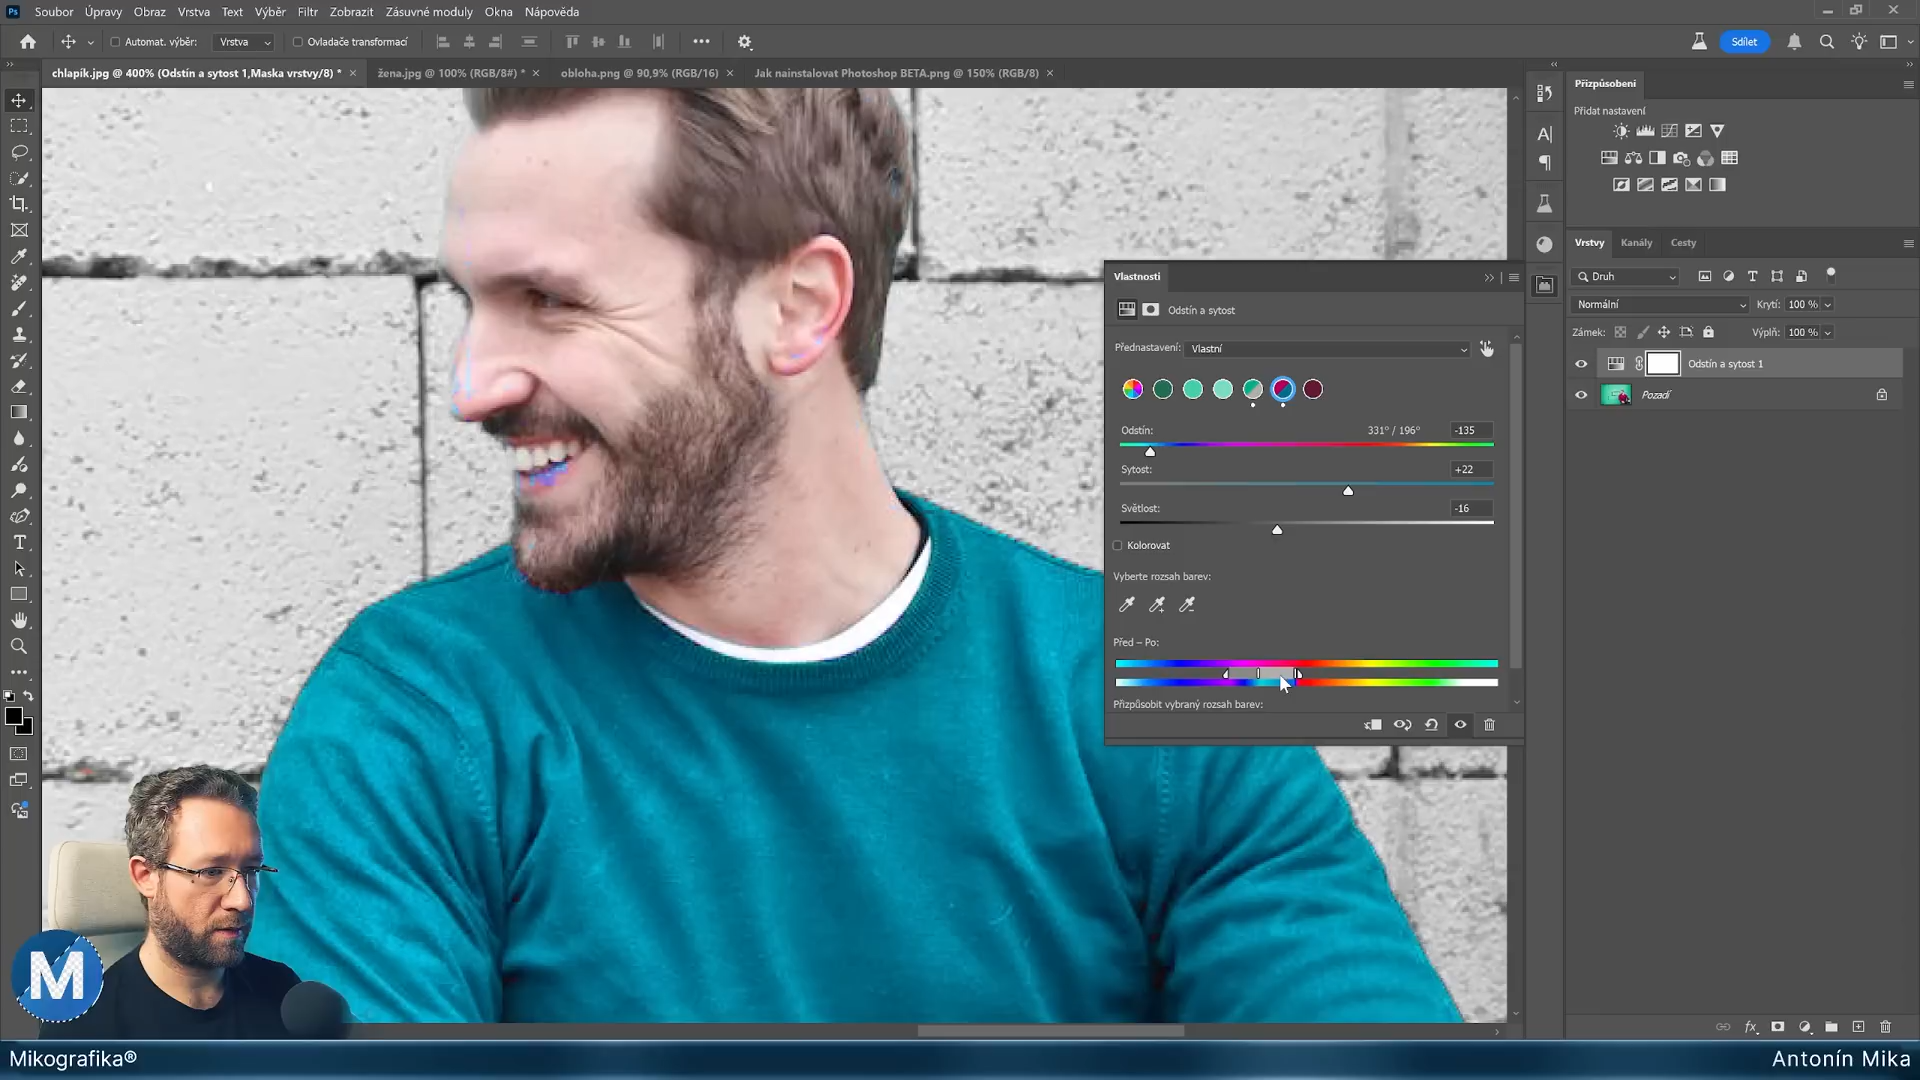 Ps Soubor Úpravy Obraz Vrstva Text Výběr Filtr Zobrazit Zásuvné moduly Okna Nápověda
Automat. výběr: Vrstva Ovladače transformací Sdílet
chlapík.jpg @ 400% (Odstín a sytost 1,Maska vrstvy/8) * žena.jpg @ 100% (RGB/8#) * obloha.png @ 90,9% (RGB/16) Jak nainstalovat Photoshop BETA.png @ 150% (RGB/8)
Přizpůsobení
Přidat nastavení
Vrstvy Kanály Cesty
Druh
Normální Krytí: 100 %
Zámek: Výplň: 100 %
Odstín a sytost 1
Pozadí
Vlastnosti
Odstín a sytost
Přednastavení: Vlastní
Odstín: 331° / 196° -135
Sytost: +22
Světlost: -16
Kolorovat
Vyberte rozsah barev:
Před – Po:
Přizpůsobit vybraný rozsah barev:
M
Mikografika® Antonín Mika